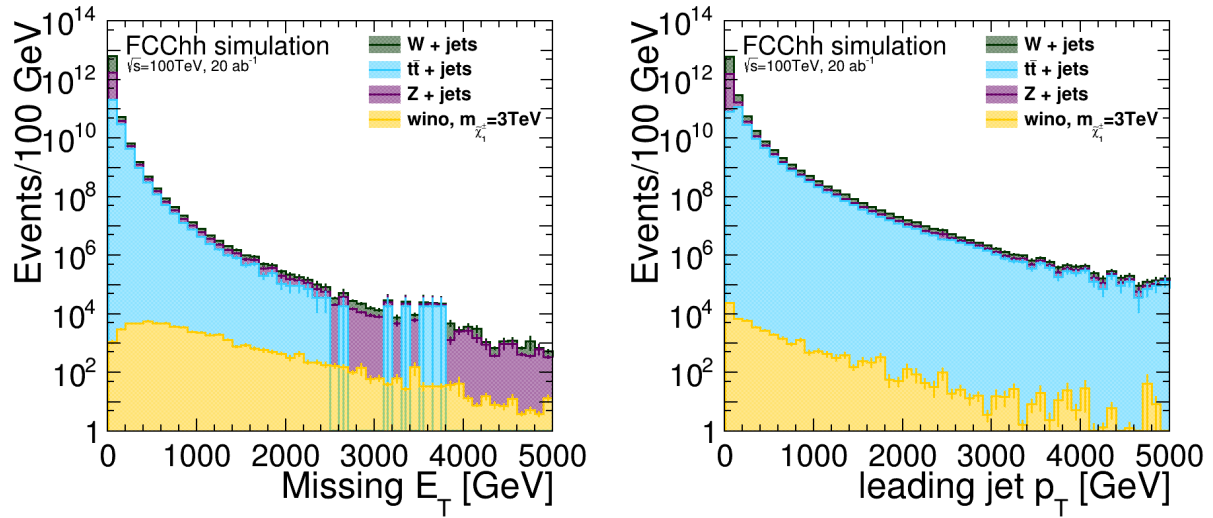 Events/100 GeV
10¹⁴
10¹²
10¹⁰
10⁸
10⁶
10⁴
10²
1
FCChh simulation
√s=100TeV, 20 ab⁻¹
W + jets
tt̄ + jets
Z + jets
wino, m_χ̃₁±=3TeV
0 1000 2000 3000 4000 5000
Missing E_T [GeV]
Events/100 GeV
10¹⁴
10¹²
10¹⁰
10⁸
10⁶
10⁴
10²
1
FCChh simulation
√s=100TeV, 20 ab⁻¹
W + jets
tt̄ + jets
Z + jets
wino, m_χ̃₁±=3TeV
0 1000 2000 3000 4000 5000
leading jet p_T [GeV]